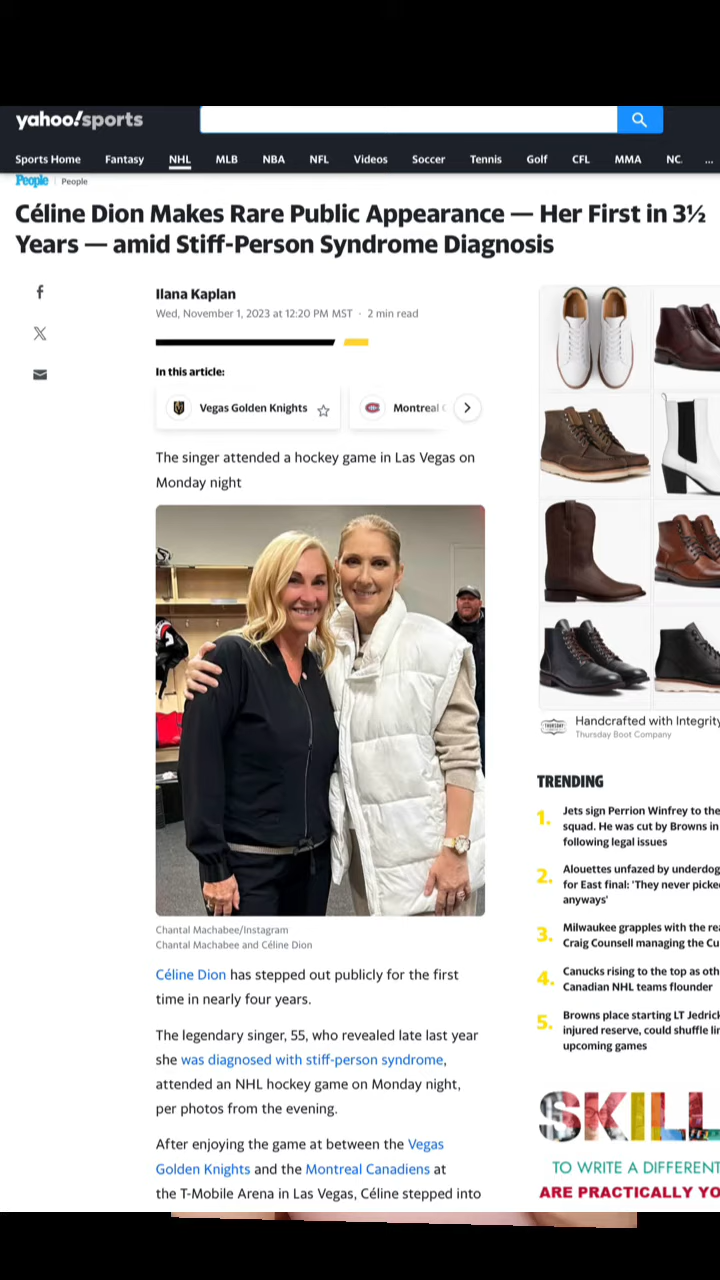 yahoo!sports
Sports Home Fantasy NHL MLB NBA NFL Videos Soccer Tennis Golf CFL MMA NC. ...
People People
Céline Dion Makes Rare Public Appearance — Her First in 3½
Years — amid Stiff-Person Syndrome Diagnosis
Ilana Kaplan
Wed, November 1, 2023 at 12:20 PM MST · 2 min read
In this article:
Vegas Golden Knights
Montreal
The singer attended a hockey game in Las Vegas on
Monday night
Chantal Machabee/Instagram
Chantal Machabee and Céline Dion
Céline Dion has stepped out publicly for the first
time in nearly four years.
The legendary singer, 55, who revealed late last year
she was diagnosed with stiff-person syndrome,
attended an NHL hockey game on Monday night,
per photos from the evening.
After enjoying the game at between the Vegas
Golden Knights and the Montreal Canadiens at
the T-Mobile Arena in Las Vegas, Céline stepped into
Handcrafted with Integrity
Thursday Boot Company
TRENDING
1. Jets sign Perrion Winfrey to the
squad. He was cut by Browns in
following legal issues
2. Alouettes unfazed by underdog
for East final: 'They never picke
anyways'
3. Milwaukee grapples with the rea
Craig Counsell managing the Cu
4. Canucks rising to the top as oth
Canadian NHL teams flounder
5. Browns place starting LT Jedrick
injured reserve, could shuffle lin
upcoming games
SKILL
TO WRITE A DIFFERENT
ARE PRACTICALLY YO